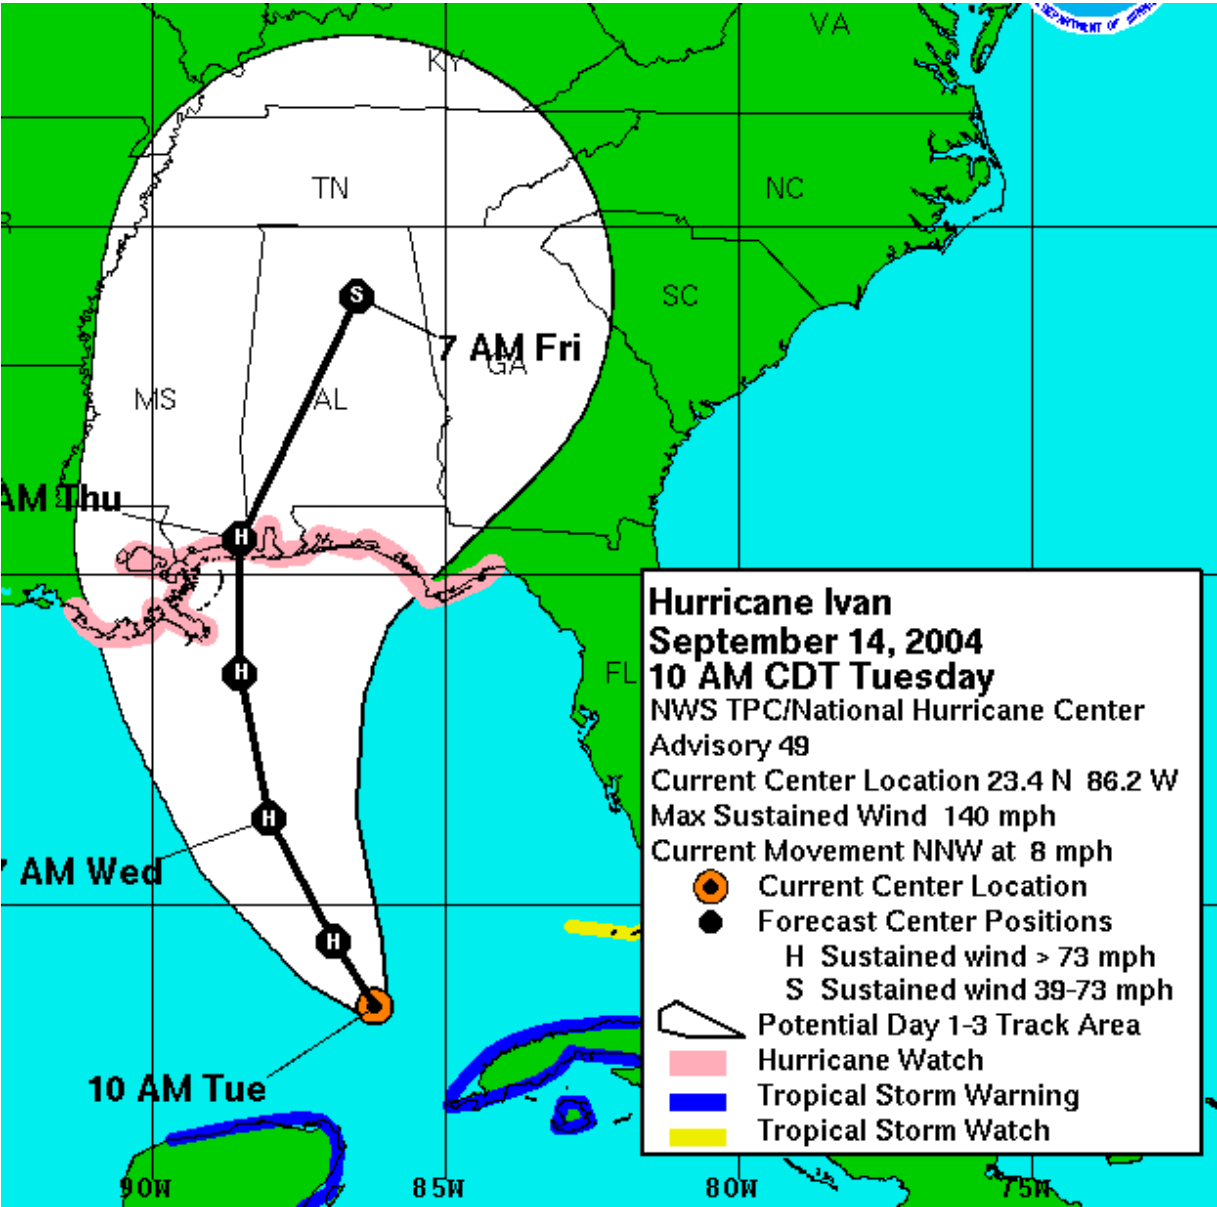 VA
DEPARTMENT OF
KY
TN
NC
R
SC
7 AM Fri
GA
MS
AL
AM Thu
Hurricane Ivan
September 14, 2004
10 AM CDT Tuesday
FL
NWS TPC/National Hurricane Center
Advisory 49
Current Center Location 23.4 N 86.2 W
Max Sustained Wind 140 mph
Current Movement NNW at 8 mph
Current Center Location
Forecast Center Positions
H Sustained wind > 73 mph
S Sustained wind 39-73 mph
Potential Day 1-3 Track Area
Hurricane Watch
Tropical Storm Warning
Tropical Storm Watch
S
H
H
H
7 AM Wed
H
10 AM Tue
90W
85W
80W
75W